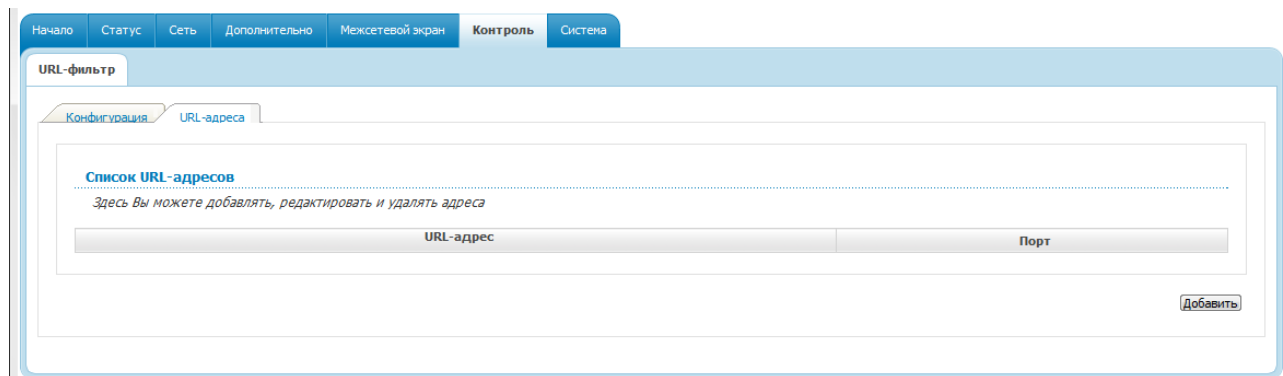 Начало Статус Сеть Дополнительно Межсетевой экран Контроль Система
URL-фильтр
Конфигурация URL-адреса
Список URL-адресов
Здесь Вы можете добавлять, редактировать и удалять адреса
URL-адрес Порт
Добавить